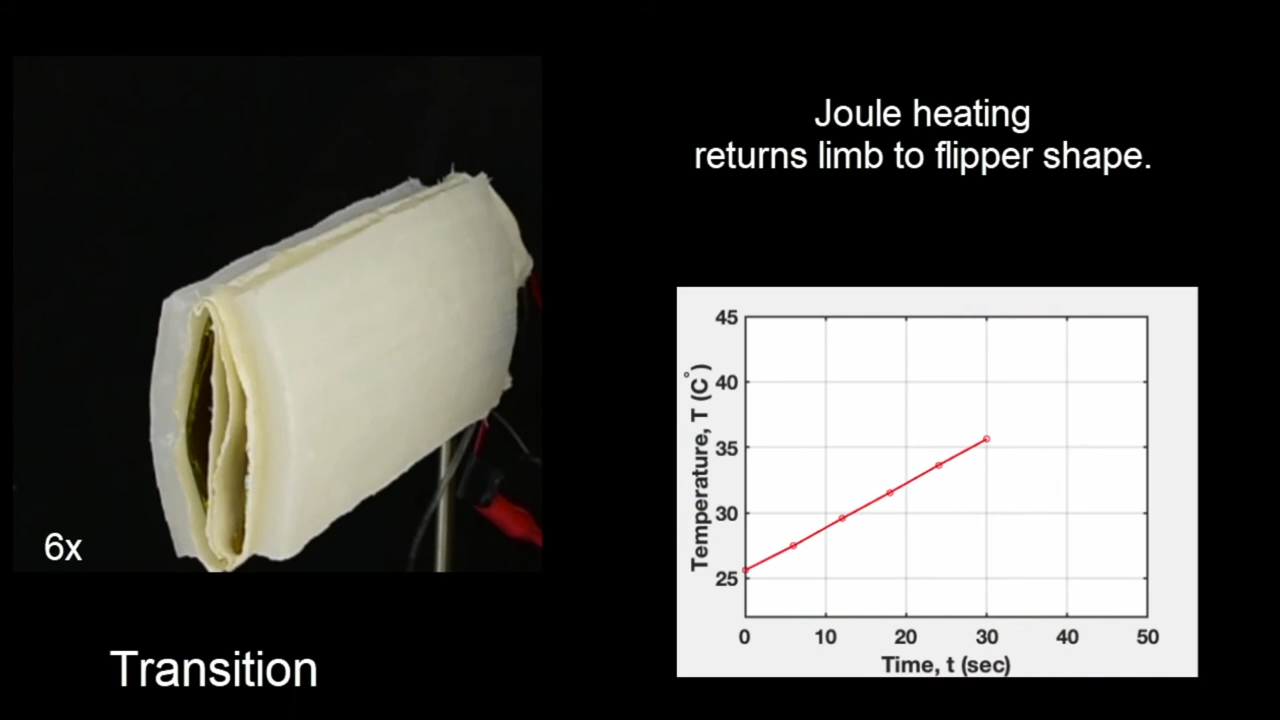 Joule heating
returns limb to flipper shape.
45
40
35
30
25
0 10 20 30 40 50
Temperature, T (C°)
Time, t (sec)
6x
Transition